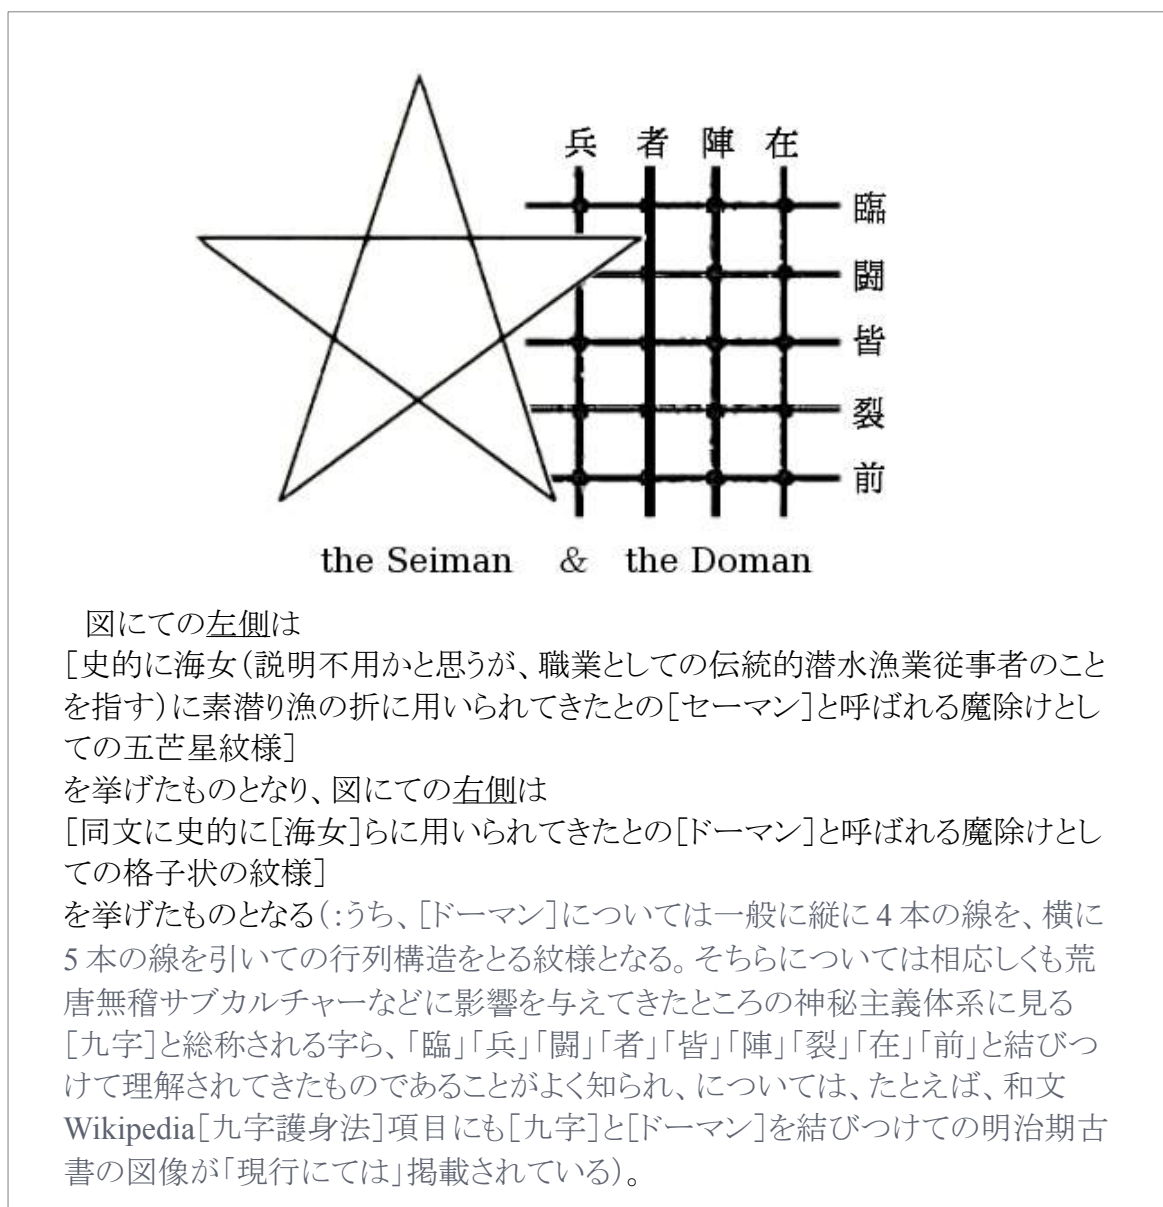 兵 者 陣 在
臨
闘
皆
裂
前
the Seiman & the Doman
図にての左側は
[史的に海女(説明不用かと思うが、職業としての伝統的潜水漁業従事者のこと
を指す)に素潜り漁の折に用いられてきたとの[セーマン]と呼ばれる魔除けとし
ての五芒星紋様]
を挙げたものとなり、図にての右側は
[同文に史的に[海女]らに用いられてきたとの[ドーマン]と呼ばれる魔除けとし
ての格子状の紋様]
を挙げたものとなる(:うち、[ドーマン]については一般に縦に 4 本の線を、横に
5 本の線を引いての行列構造をとる紋様となる。そちらについては相応しくも荒
唐無稽サブカルチャーなどに影響を与えてきたところの神秘主義体系に見る
[九字]と総称される字ら、「臨」「兵」「闘」「者」「皆」「陣」「裂」「在」「前」と結びつ
けて理解されてきたものであることがよく知られ、については、たとえば、和文
Wikipedia[九字護身法]項目にも[九字]と[ドーマン]を結びつけての明治期古
書の図像が「現行にては」掲載されている)。